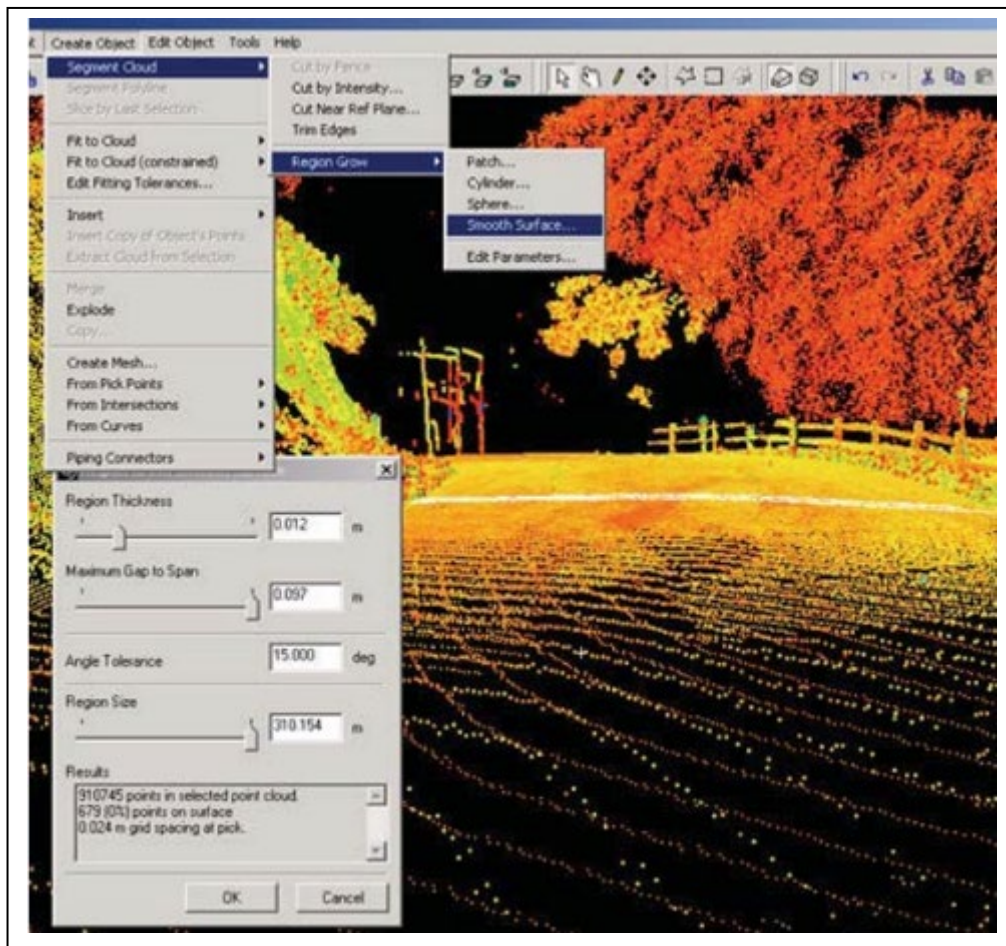 Create Object Edit Object Tools Help
Segment Cloud
Segment Polyline
Slice by Last Selection
Fit to Cloud
Fit to Cloud (constrained)
Edit Fitting Tolerances...
Insert
Insert Copy of Object's Points
Extract Cloud from Selection
Merge
Explode
Copy...
Create Mesh...
From Pick Points
From Intersections
From Curves
Piping Connectors
Cut by Fence
Cut by Intensity...
Cut Near Ref Plane...
Trim Edges
Region Grow
Patch...
Cylinder...
Sphere...
Smooth Surface...
Edit Parameters...
Region Thickness
0.012 m
Maximum Gap to Span
0.097 m
Angle Tolerance 15.000 deg
Region Size
310.154 m
Results
910745 points in selected point cloud.
679 (0%) points on surface
0.024 m grid spacing at pick.
OK Cancel